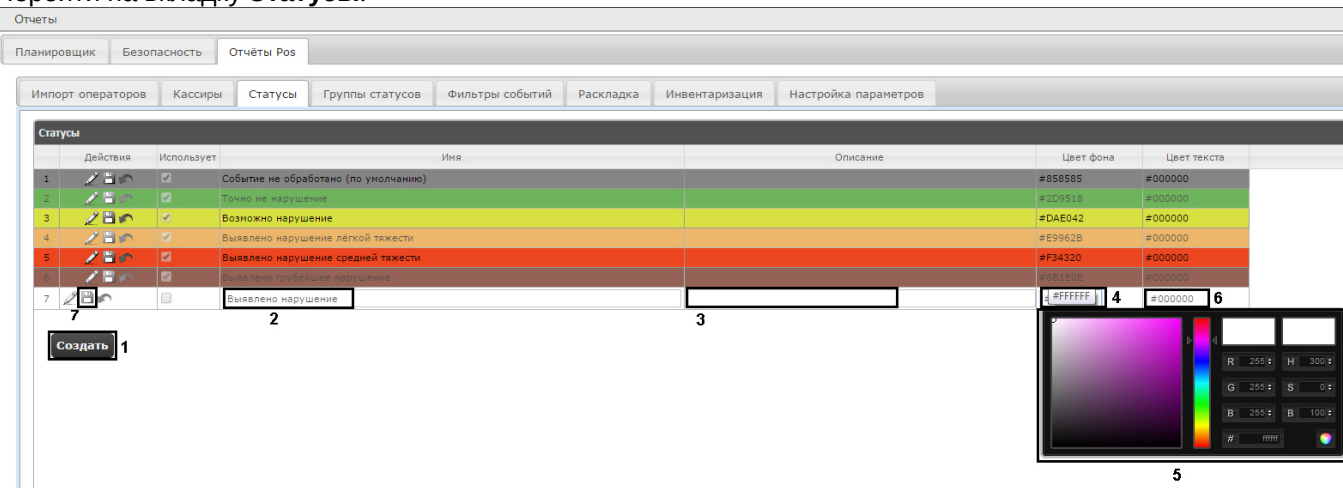 перейти на вкладку Статусы.
Отчеты
Планировщик Безопасность Отчёты Pos
Импорт операторов Кассиры Статусы Группы статусов Фильтры событий Раскладка Инвентаризация Настройка параметров
Статусы
Действия Использует Имя Описание Цвет фона Цвет текста
1 Событие не обработано (по умолчанию) #858585 #000000
2 Точно не нарушение #2D9518 #000000
3 Возможно нарушение #DAE042 #000000
4 Выявлено нарушение лёгкой тяжести #E9962B #000000
5 Выявлено нарушение средней тяжести #F34320 #000000
6 Выявлено грубейшее нарушение #6B1E0E #000000
7 Выявлено нарушение #FFFFFF 4 #000000 6
7 2 3
Создать 1
R 255 H 300
G 255 S 0
B 255 B 100
# ffffff
5